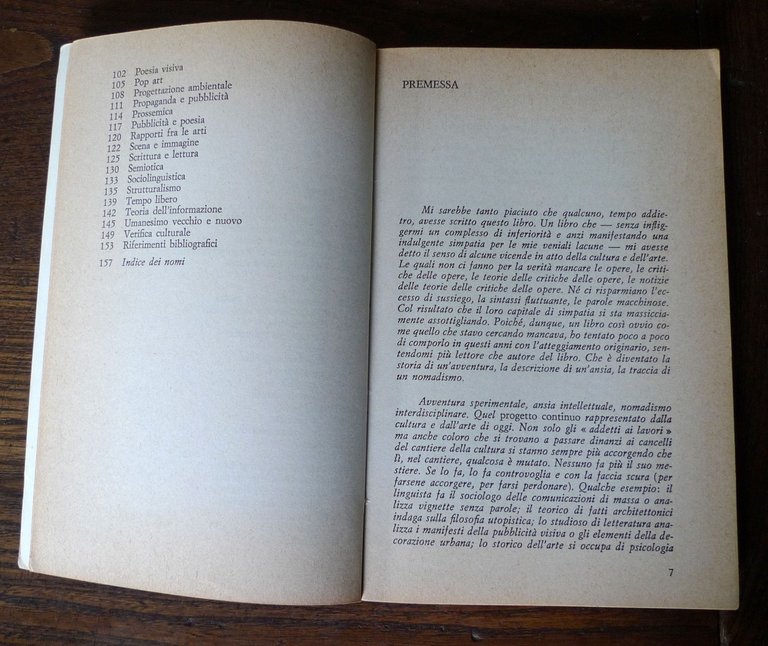 102 Poesia visiva
105 Pop art
108 Progettazione ambientale
111 Propaganda e pubblicità
114 Prossemica
117 Pubblicità e poesia
120 Rapporti fra le arti
122 Scena e immagine
125 Scrittura e lettura
130 Semiotica
133 Sociolinguistica
135 Strutturalismo
139 Tempo libero
142 Teoria dell'informazione
145 Umanesimo vecchio e nuovo
149 Verifica culturale
153 Riferimenti bibliografici
157 Indice dei nomi
PREMESSA
Mi sarebbe tanto piaciuto che qualcuno, tempo addie-
tro, avesse scritto questo libro. Un libro che — senza inflig-
germi un complesso di inferiorità e anzi manifestando una
indulgente simpatia per le mie veniali lacune — mi avesse
detto il senso di alcune vicende in atto della cultura e dell'arte.
Le quali non ci fanno per la verità mancare le opere, le criti-
che delle opere, le teorie delle critiche delle opere, le notizie
delle teorie delle critiche delle opere. Né ci risparmiano l'ec-
cesso di sussiego, la sintassi fluttuante, le parole macchinose.
Col risultato che il loro capitale di simpatia si sta massiccia-
mente assottigliando. Poiché, dunque, un libro così ovvio co-
me quello che stavo cercando mancava, ho tentato poco a poco
di comporlo in questi anni con l'atteggiamento originario, sen-
tendomi più lettore che autore del libro. Che è diventato la
storia di un'avventura, la descrizione di un'ansia, la traccia di
un nomadismo.
Avventura sperimentale, ansia intellettuale, nomadismo
interdisciplinare. Quel progetto continuo rappresentato dalla
cultura e dall'arte di oggi. Non solo gli « addetti ai lavori »
ma anche coloro che si trovano a passare dinanzi ai cancelli
del cantiere della cultura si stanno sempre più accorgendo che
lì, nel cantiere, qualcosa è mutato. Nessuno fa più il suo me-
stiere. Se lo fa, lo fa controvoglia e con la faccia scura (per
farsene accorgere, per farsi perdonare). Qualche esempio: il
linguista fa il sociologo delle comunicazioni di massa o ana-
lizza vignette senza parole; il teorico di fatti architettonici
indaga sulla filosofia utopistica; lo studioso di letteratura ana-
lizza i manifesti della pubblicità visiva o gli elementi della de-
corazione urbana; lo storico dell'arte si occupa di psicologia
7